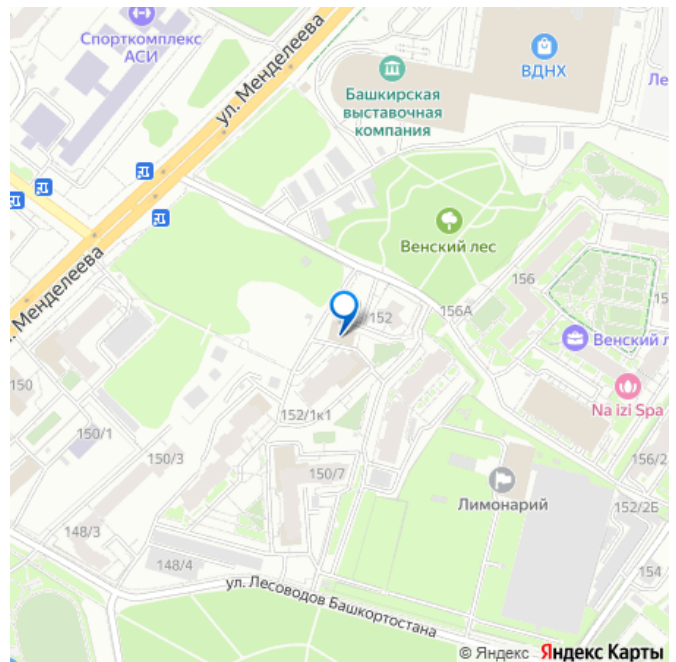 Спорткомплекс
АСИ
ул. Менделеева
ВДНХ
Ле
Башкирская
выставочная
компания
Венский лес
. Менделеева
156
156А
15
152
Венский л
150
Na izi Spa
152/1к1
150/1
150/3
150/7
156/2
Лимонарий
152/2Б
148/3
148/4
154
ул. Лесоводов Башкортостана
© Яндекс Яндекс Карты